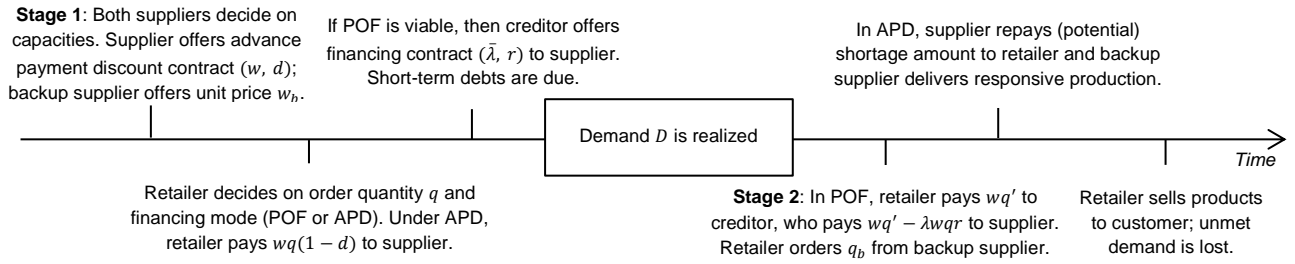 Stage 1: Both suppliers decide on
capacities. Supplier offers advance
payment discount contract (w, d);
backup supplier offers unit price w_b.
If POF is viable, then creditor offers
financing contract (λ̄, r) to supplier.
Short-term debts are due.
In APD, supplier repays (potential)
shortage amount to retailer and backup
supplier delivers responsive production.
Demand D is realized
Time
Retailer decides on order quantity q and
financing mode (POF or APD). Under APD,
retailer pays wq(1 − d) to supplier.
Stage 2: In POF, retailer pays wq′ to
creditor, who pays wq′ − λwqr to supplier.
Retailer orders q_b from backup supplier.
Retailer sells products
to customer; unmet
demand is lost.